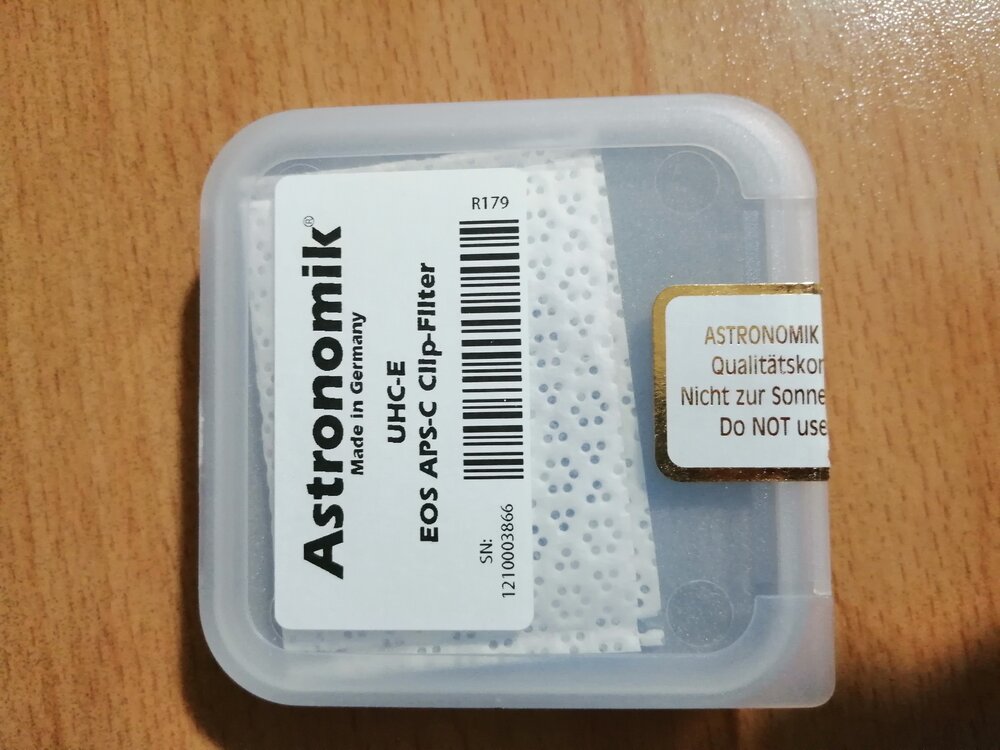 Astronomik®
Made in Germany
UHC-E
EOS APS-C Clip-Filter
R179
SN:
1210003866
ASTRONOMIK
Qualitätskon
Nicht zur Sonne
Do NOT use